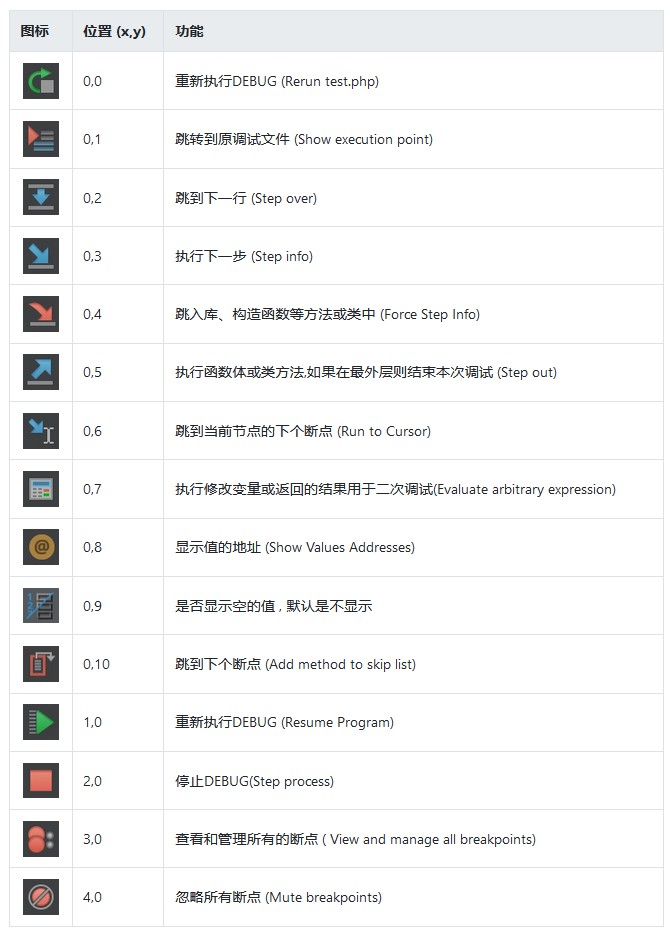 图标 位置 (x,y) 功能
0,0 重新执行DEBUG (Rerun test.php)
0,1 跳转到原调试文件 (Show execution point)
0,2 跳到下一行 (Step over)
0,3 执行下一步 (Step info)
0,4 跳入库、构造函数等方法或类中 (Force Step Info)
0,5 执行函数体或类方法,如果在最外层则结束本次调试 (Step out)
0,6 跳到当前节点的下个断点 (Run to Cursor)
0,7 执行修改变量或返回的结果用于二次调试(Evaluate arbitrary expression)
@ 0,8 显示值的地址 (Show Values Addresses)
0,9 是否显示空的值 , 默认是不显示
0,10 跳到下个断点 (Add method to skip list)
1,0 重新执行DEBUG (Resume Program)
2,0 停止DEBUG(Step process)
3,0 查看和管理所有的断点 ( View and manage all breakpoints)
4,0 忽略所有断点 (Mute breakpoints)